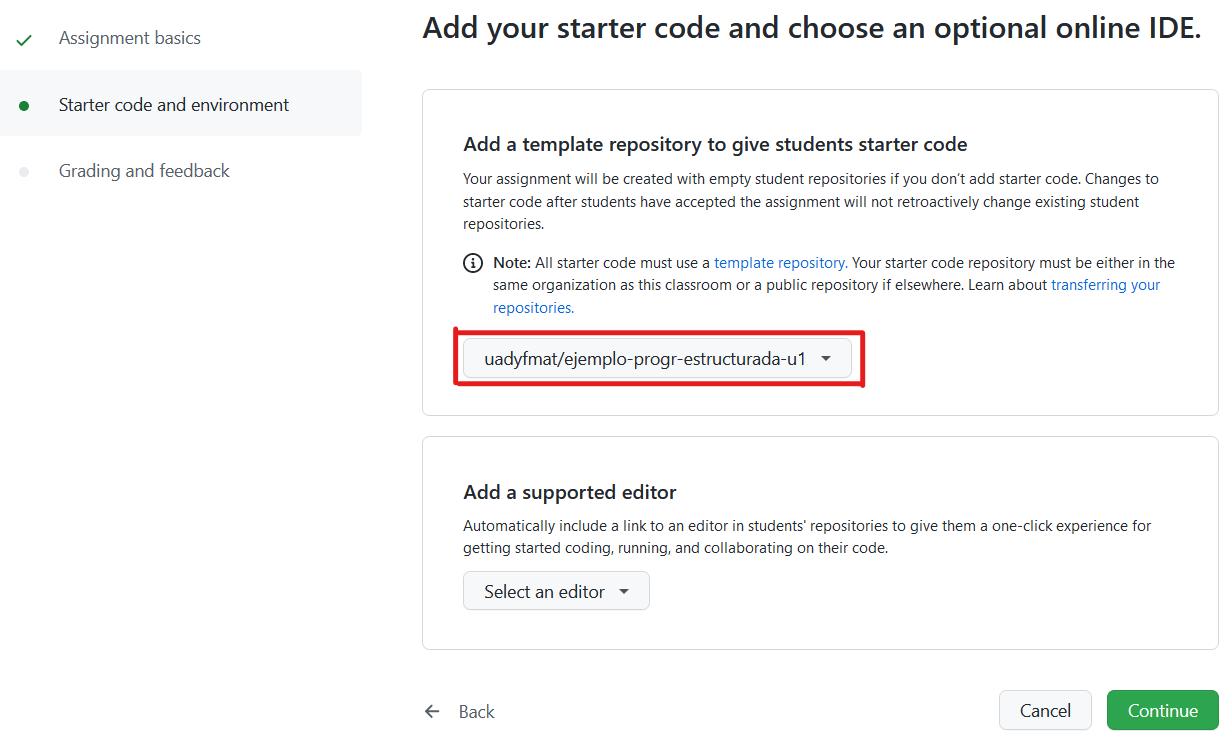 Assignment basics
Starter code and environment
Grading and feedback
Add your starter code and choose an optional online IDE.
Add a template repository to give students starter code
Your assignment will be created with empty student repositories if you don’t add starter code. Changes to
starter code after students have accepted the assignment will not retroactively change existing student
repositories.
Note: All starter code must use a template repository. Your starter code repository must be either in the
same organization as this classroom or a public repository if elsewhere. Learn about transferring your
repositories.
uadyfmat/ejemplo-progr-estructurada-u1
Add a supported editor
Automatically include a link to an editor in students' repositories to give them a one-click experience for
getting started coding, running, and collaborating on their code.
Select an editor
Back
Cancel
Continue